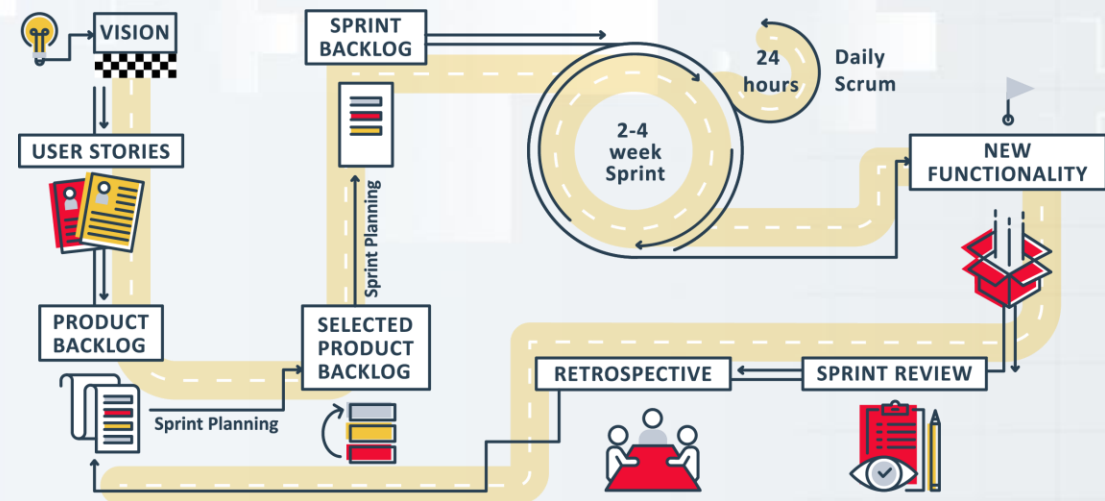 VISION
USER STORIES
PRODUCT
BACKLOG
Sprint Planning
SELECTED
PRODUCT
BACKLOG
Sprint Planning
SPRINT
BACKLOG
2-4
week
Sprint
24
hours
Daily
Scrum
NEW
FUNCTIONALITY
SPRINT REVIEW
RETROSPECTIVE